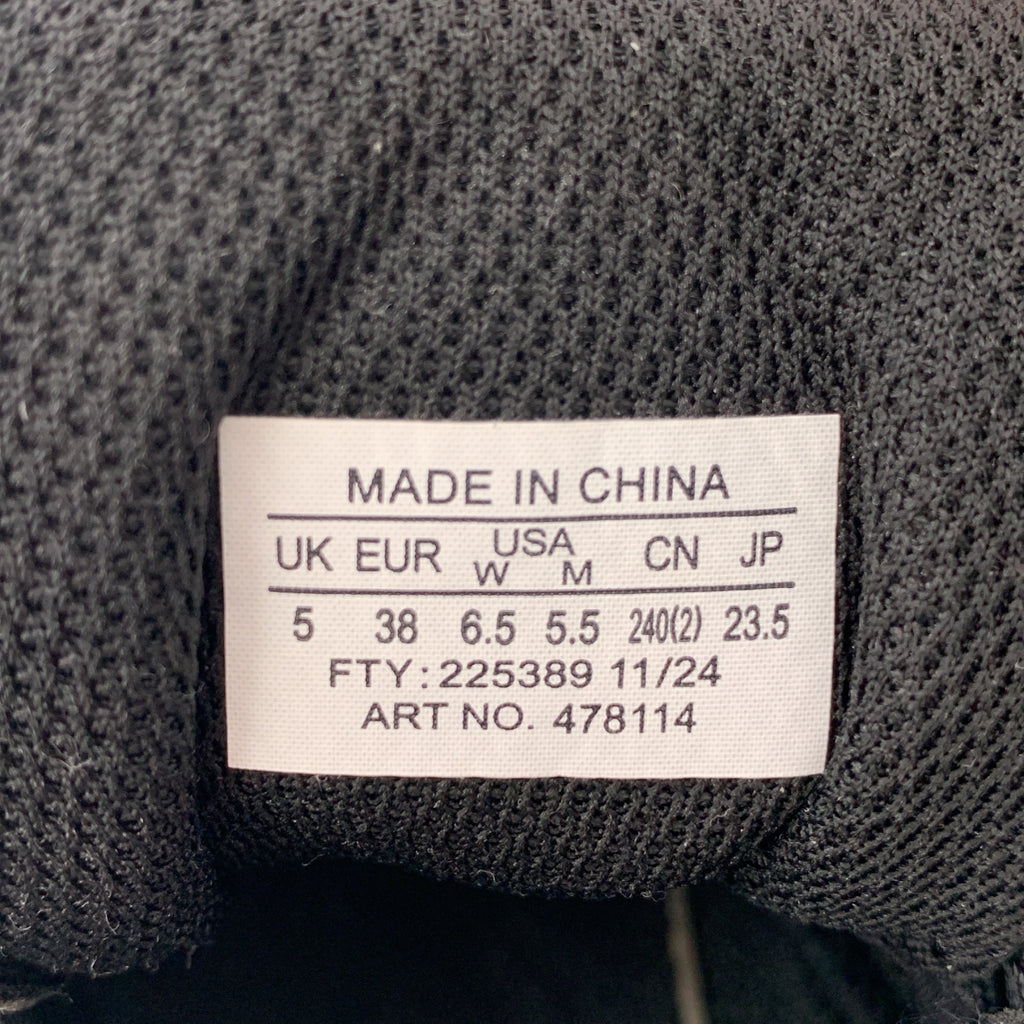 MADE IN CHINA
UK EUR USA CN JP
W M
5 38 6.5 5.5 240(2) 23.5
FTY: 225389 11/24
ART NO. 478114